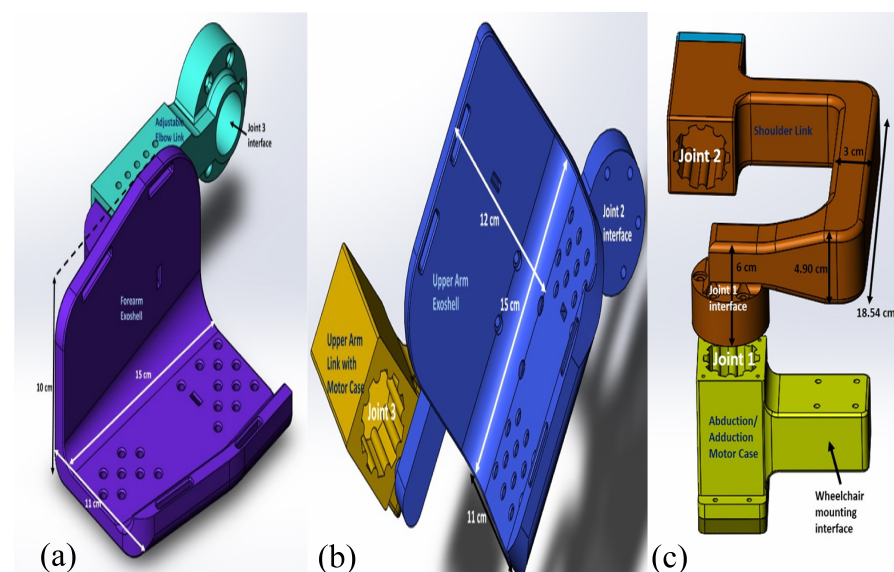 Adjustable
Elbow Link
Joint 3
interface
Forearm
Exoshell
15 cm
10 cm
11 cm
(a)
12 cm
Joint 2
interface
Upper Arm
Exoshell
15 cm
Upper Arm
Link with
Motor Case
Joint 3
11 cm
(b)
Shoulder Link
Joint 2
3 cm
6 cm
4.90 cm
Joint 1
interface
18.54 cm
Joint 1
Abduction/
Adduction
Motor Case
Wheelchair
mounting
interface
(c)